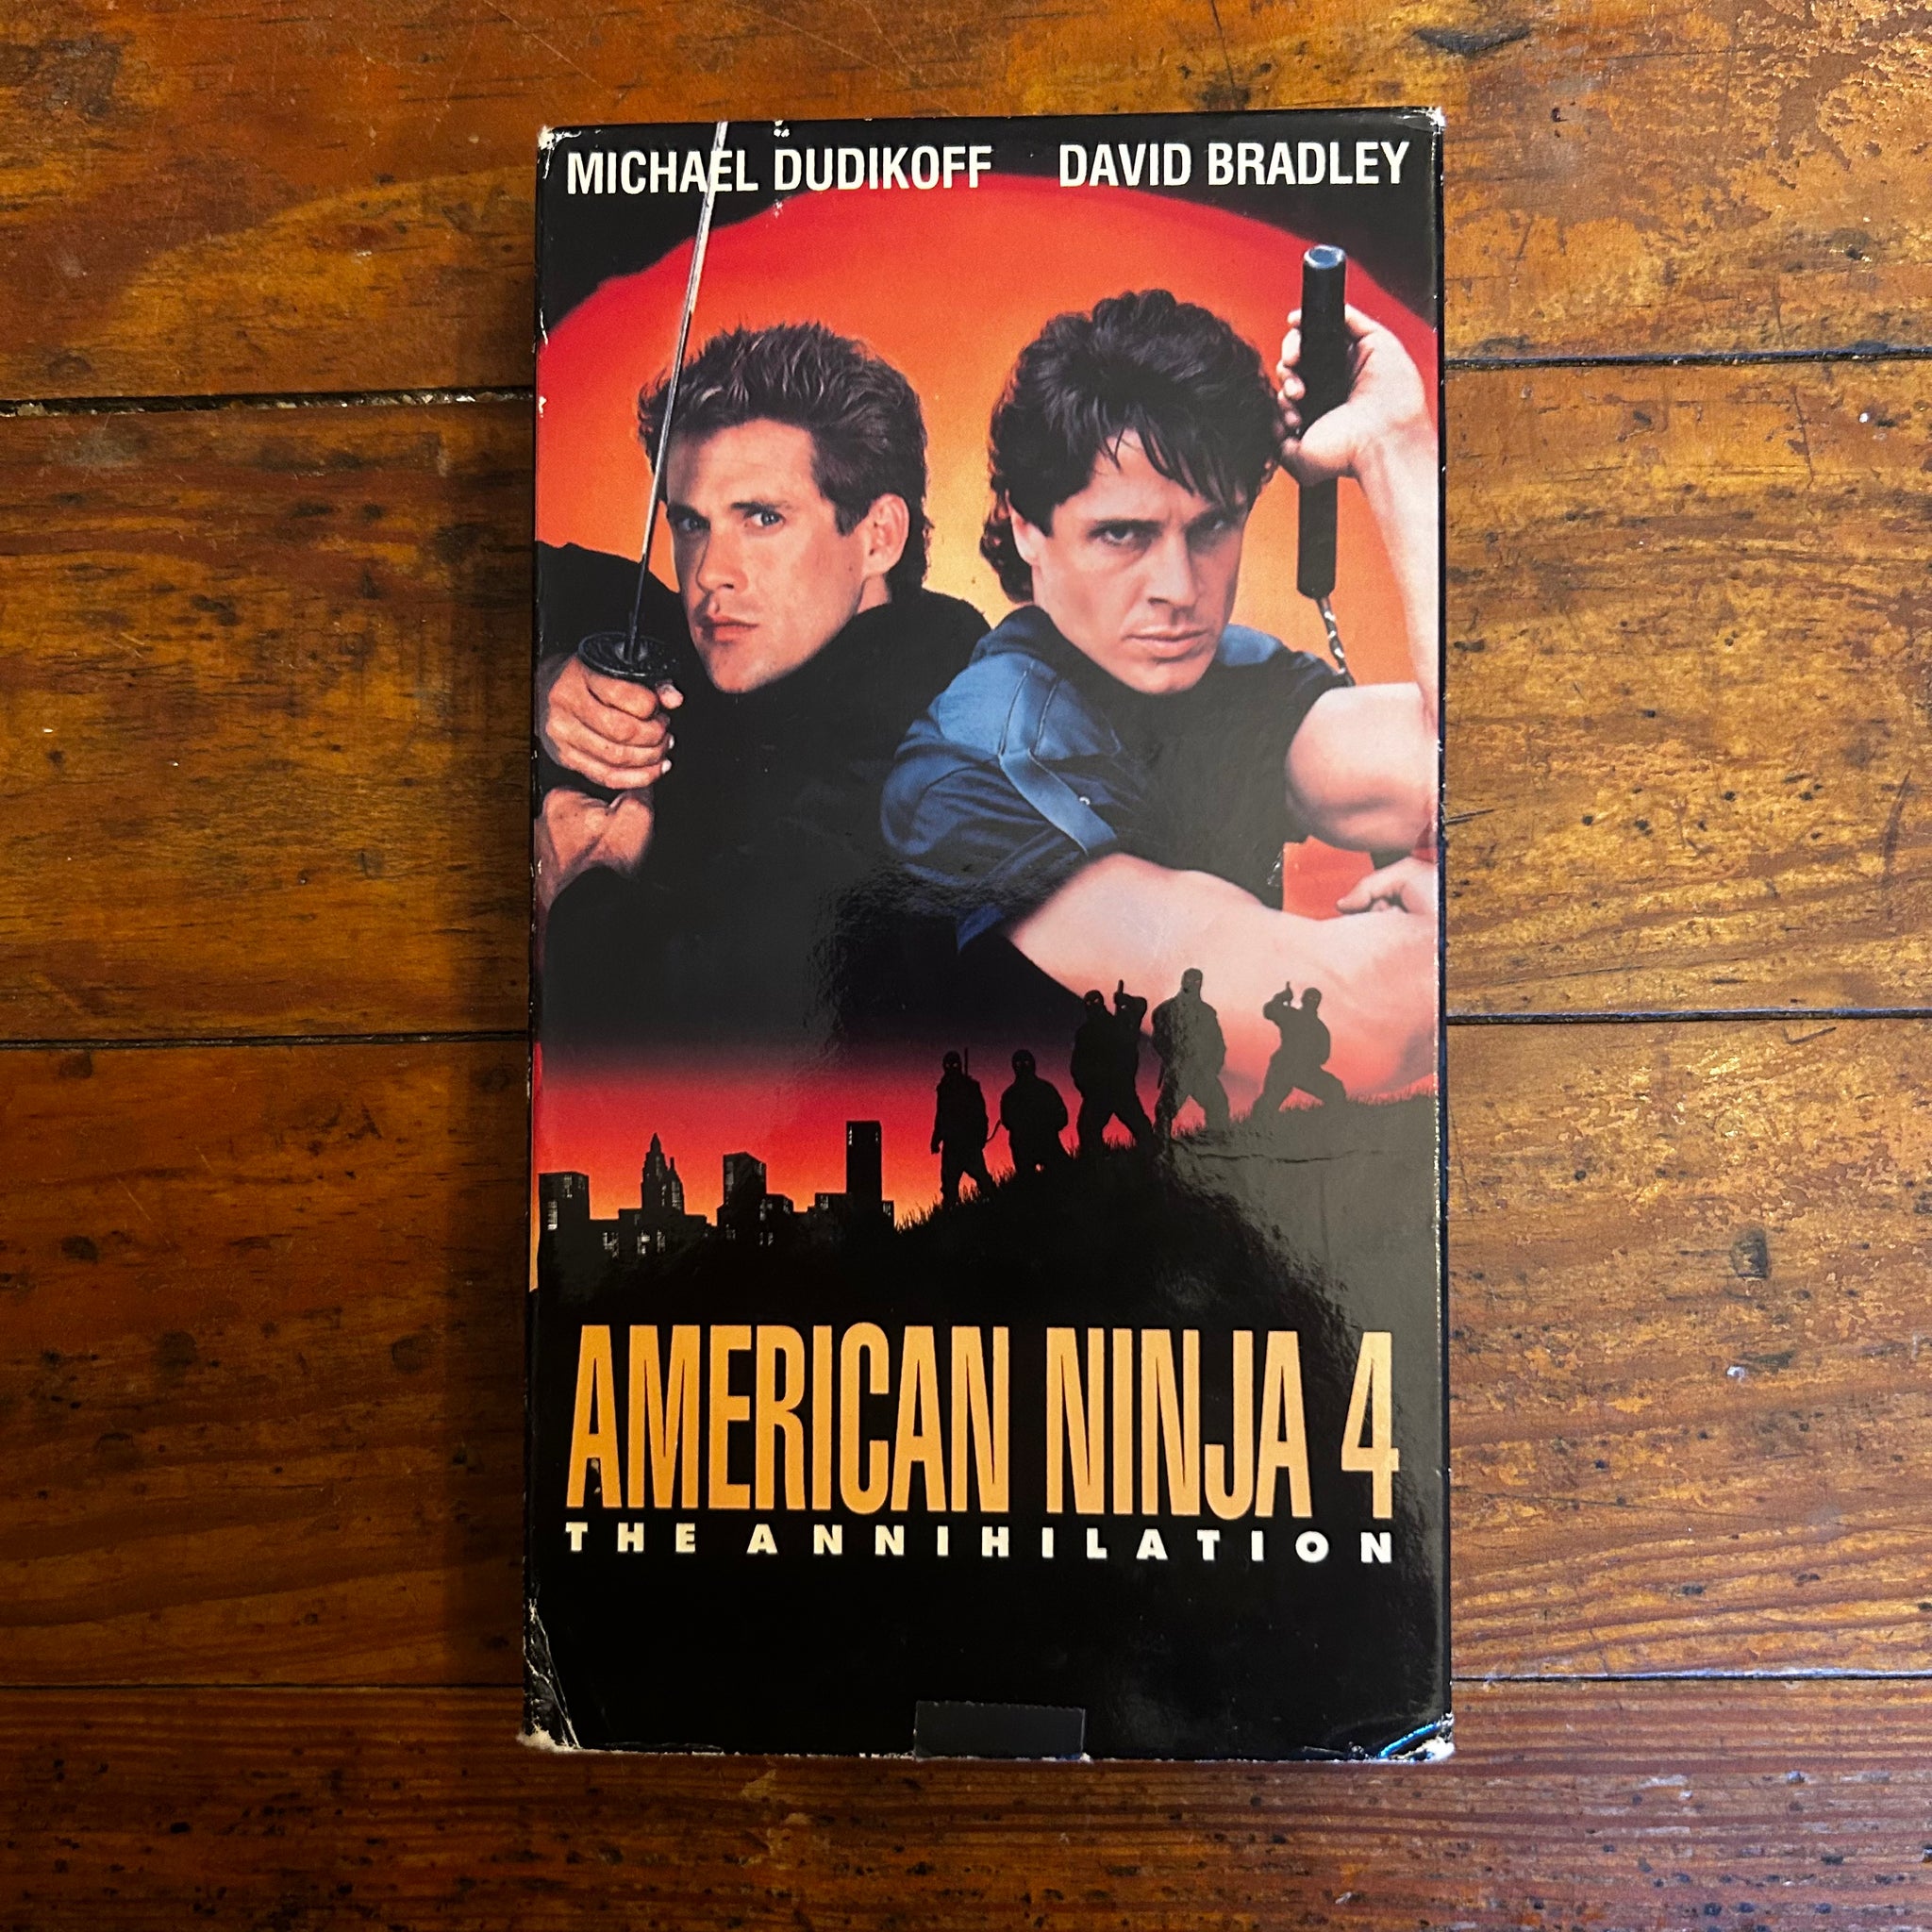 MICHAEL DUDIKOFF DAVID BRADLEY
AMERICAN NINJA 4
THE ANNIHILATION